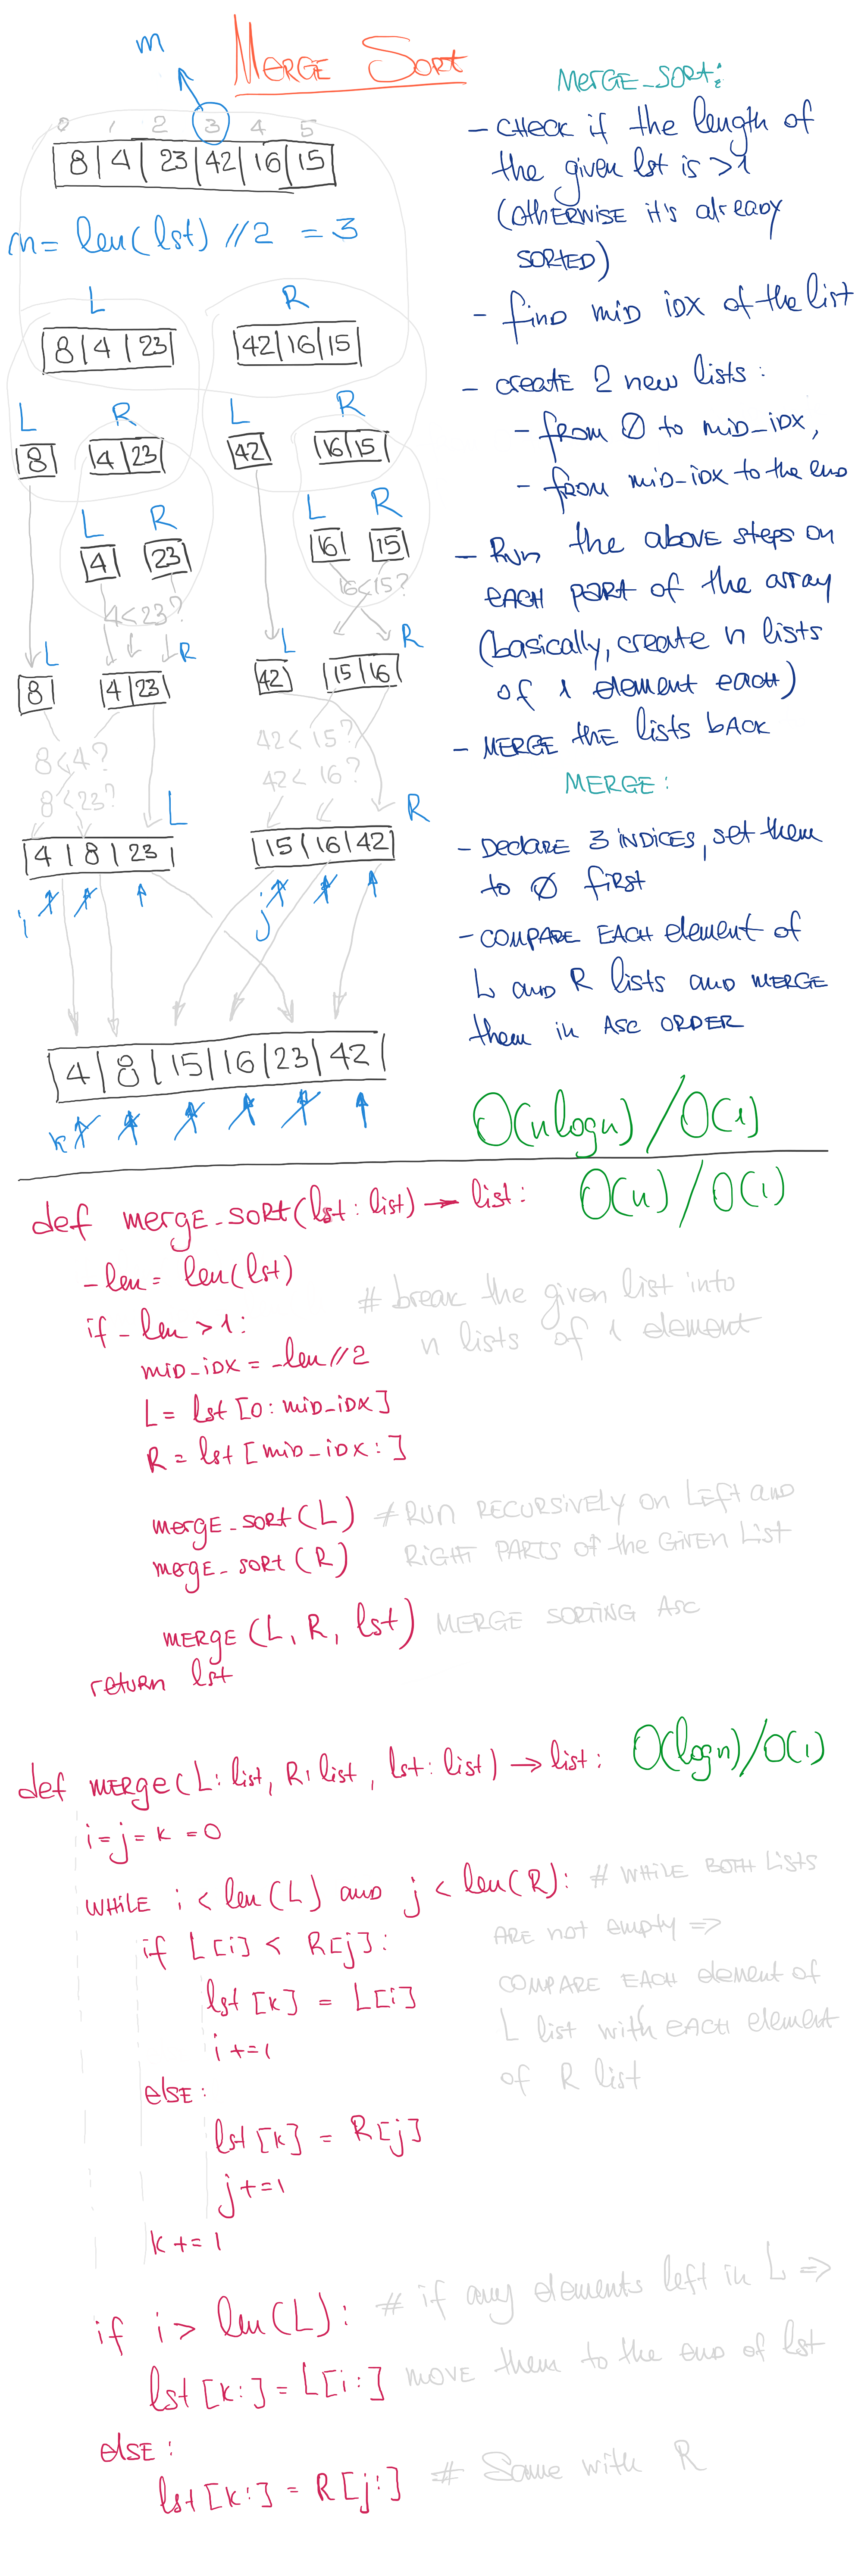 m
MERGE SORT
0 1 2 3 4 5
8 4 23 42 16 15
m = len(lst) // 2 = 3
L R
8 4 23 42 16 15
L R L R
8 4 23 42 16 15
L R L R
4 23 16 15
4<23? 16<15?
L R L R
8 4 23 42 15 16
8<4? 42<15?
8<23? 42<16?
L R
4 8 23 15 16 42
i j
4 8 15 16 23 42
k
MERGE_SORT:
- CHECK if the length of
the given lst is >1
(OTHERWISE it's already
SORTED)
- find MID IDX of the list
- create 2 new lists:
- from 0 to MID_IDX,
- from MID_IDX to the end
- Run the above steps on
EACH PART of the array
(basically, create n lists
of 1 element each)
- MERGE the lists back
MERGE:
- Declare 3 INDICES, set them
to 0 first
- COMPARE EACH element of
L AND R lists AND MERGE
them in ASC ORDER
O(nlogn) / O(1)
def merge_sort(lst: list) → list: O(n) / O(1)
_len = len(lst)
if _len > 1: # break the given list into
n lists of 1 element
MID_IDX = _len // 2
L = lst [0: MID_IDX]
R = lst [MID_IDX:]
merge_sort(L) # RUN RECURSIVELY ON Left and
merge_sort(R) RIGHT PARTS of the GIVEN List
MERGE (L, R, lst) MERGE SORTING ASC
return lst
def MERGE(L: list, R: list, lst: list) → list: O(logn)/O(1)
i = j = k = 0
WHILE i < len(L) and j < len(R): # WHILE BOTH Lists
ARE not empty =>
if L[i] < R[j]:
COMPARE EACH element of
lst [k] = L[i]
L list with EACH element
i += 1
of R list
else:
lst [k] = R[j]
j += 1
k += 1
if i > len(L): # if any elements left in L =>
lst [k:] = L[i:] MOVE them to the END of lst
else:
lst [k:] = R[j:] # Same with R